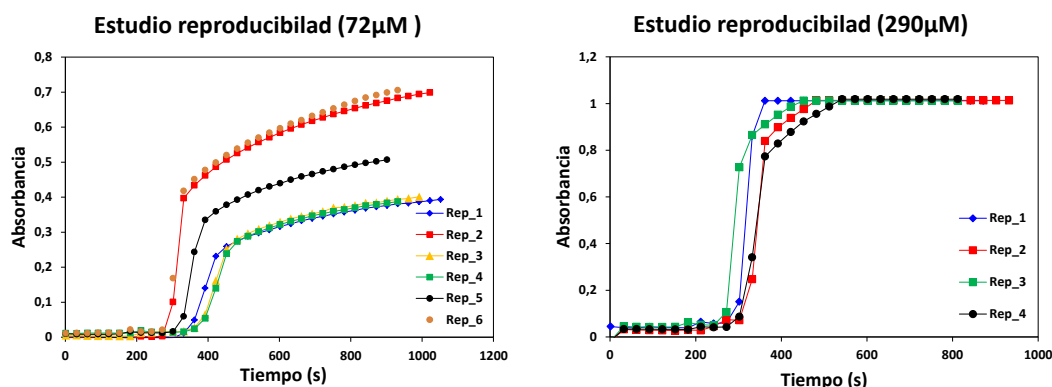 Estudio reproducibilad (72µM )
Absorbancia
0,8
0,7
0,6
0,5
0,4
0,3
0,2
0,1
0
0 200 400 600 800 1000 1200
Tiempo (s)
Rep_1
Rep_2
Rep_3
Rep_4
Rep_5
Rep_6
Estudio reproducibilad (290µM)
Absorbancia
1,2
1
0,8
0,6
0,4
0,2
0
0 200 400 600 800 1000
Tiempo (s)
Rep_1
Rep_2
Rep_3
Rep_4